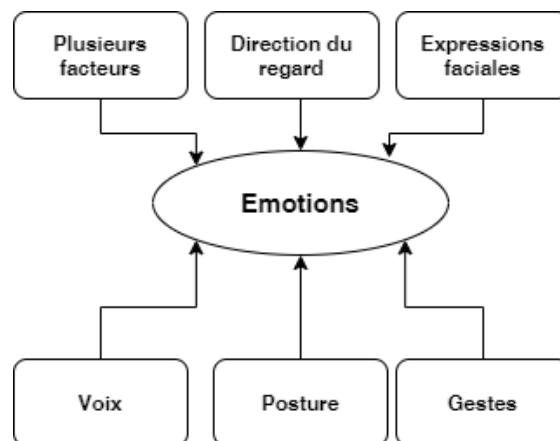 Plusieurs
facteurs
Direction du
regard
Expressions
faciales
Emotions
Voix
Posture
Gestes